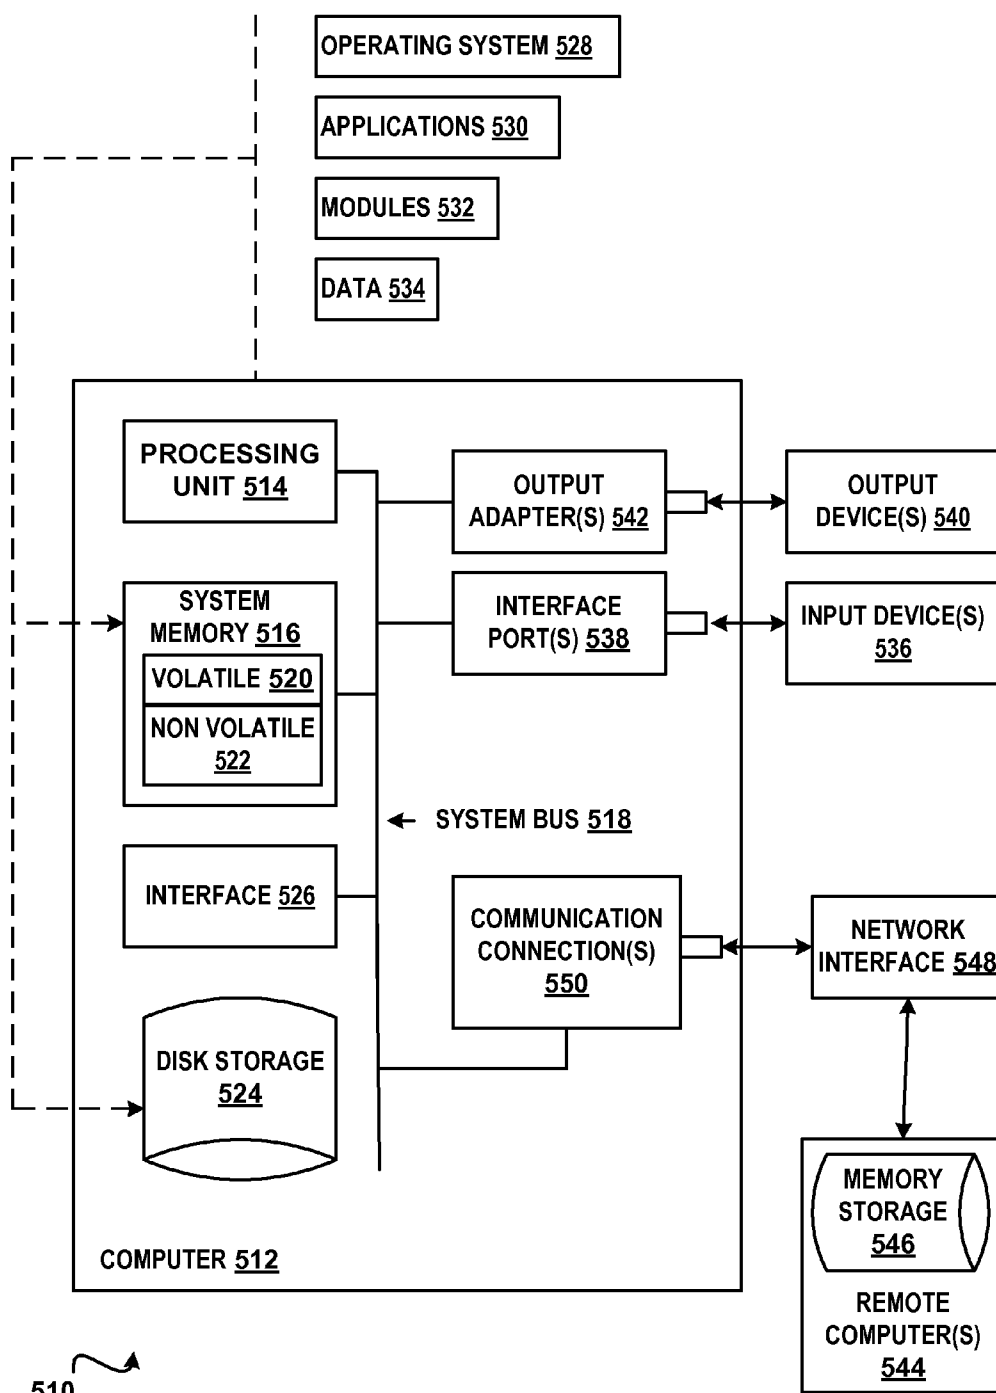 OPERATING SYSTEM 528
APPLICATIONS 530
MODULES 532
DATA 534
PROCESSING
UNIT 514
OUTPUT
ADAPTER(S) 542
OUTPUT
DEVICE(S) 540
SYSTEM
MEMORY 516
VOLATILE 520
NON VOLATILE
522
INTERFACE
PORT(S) 538
INPUT DEVICE(S)
536
SYSTEM BUS 518
INTERFACE 526
COMMUNICATION
CONNECTION(S)
550
NETWORK
INTERFACE 548
DISK STORAGE
524
MEMORY
STORAGE
546
REMOTE
COMPUTER(S)
544
COMPUTER 512
510